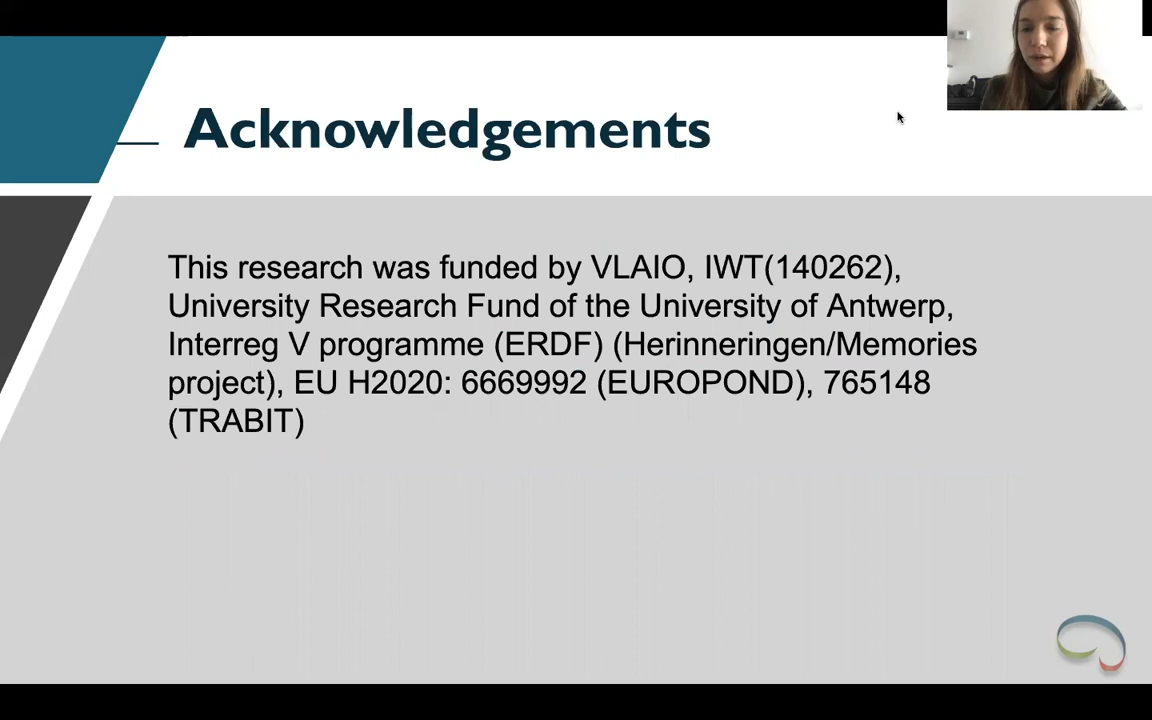 Acknowledgements
This research was funded by VLAIO, IWT(140262),
University Research Fund of the University of Antwerp,
Interreg V programme (ERDF) (Herinneringen/Memories
project), EU H2020: 6669992 (EUROPOND), 765148
(TRABIT)